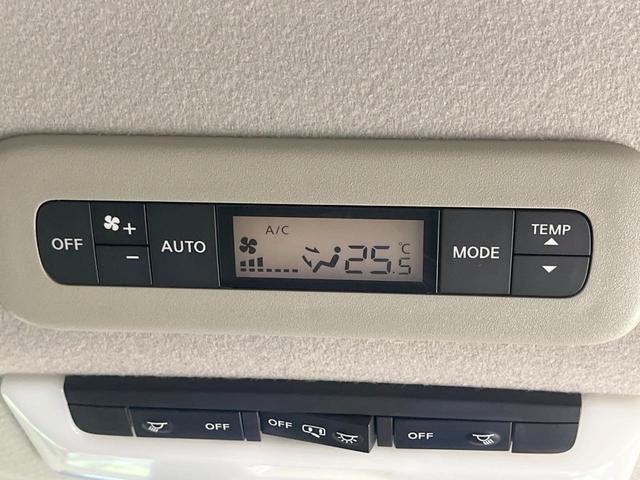 OFF + − AUTO A/C 25.5 °C MODE TEMP
OFF OFF OFF